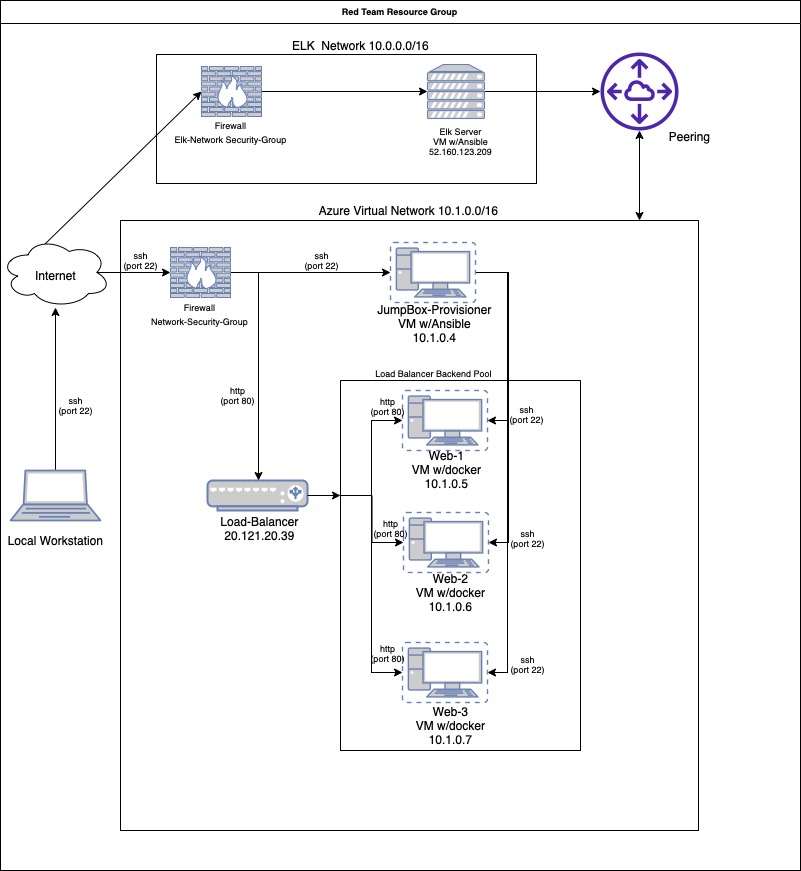 Red Team Resource Group
ELK  Network 10.0.0.0/16
Firewall
Elk-Network Security-Group
Elk Server
VM w/Ansible
52.160.123.209
Peering
Azure Virtual Network 10.1.0.0/16
Internet
ssh
(port 22)
Firewall
Network-Security-Group
ssh
(port 22)
JumpBox-Provisioner
VM w/Ansible
10.1.0.4
ssh
(port 22)
http
(port 80)
Load Balancer Backend Pool
http
(port 80)
Web-1
VM w/docker
10.1.0.5
ssh
(port 22)
Local Workstation
Load-Balancer
20.121.20.39
http
(port 80)
Web-2
VM w/docker
10.1.0.6
ssh
(port 22)
http
(port 80)
Web-3
VM w/docker
10.1.0.7
ssh
(port 22)